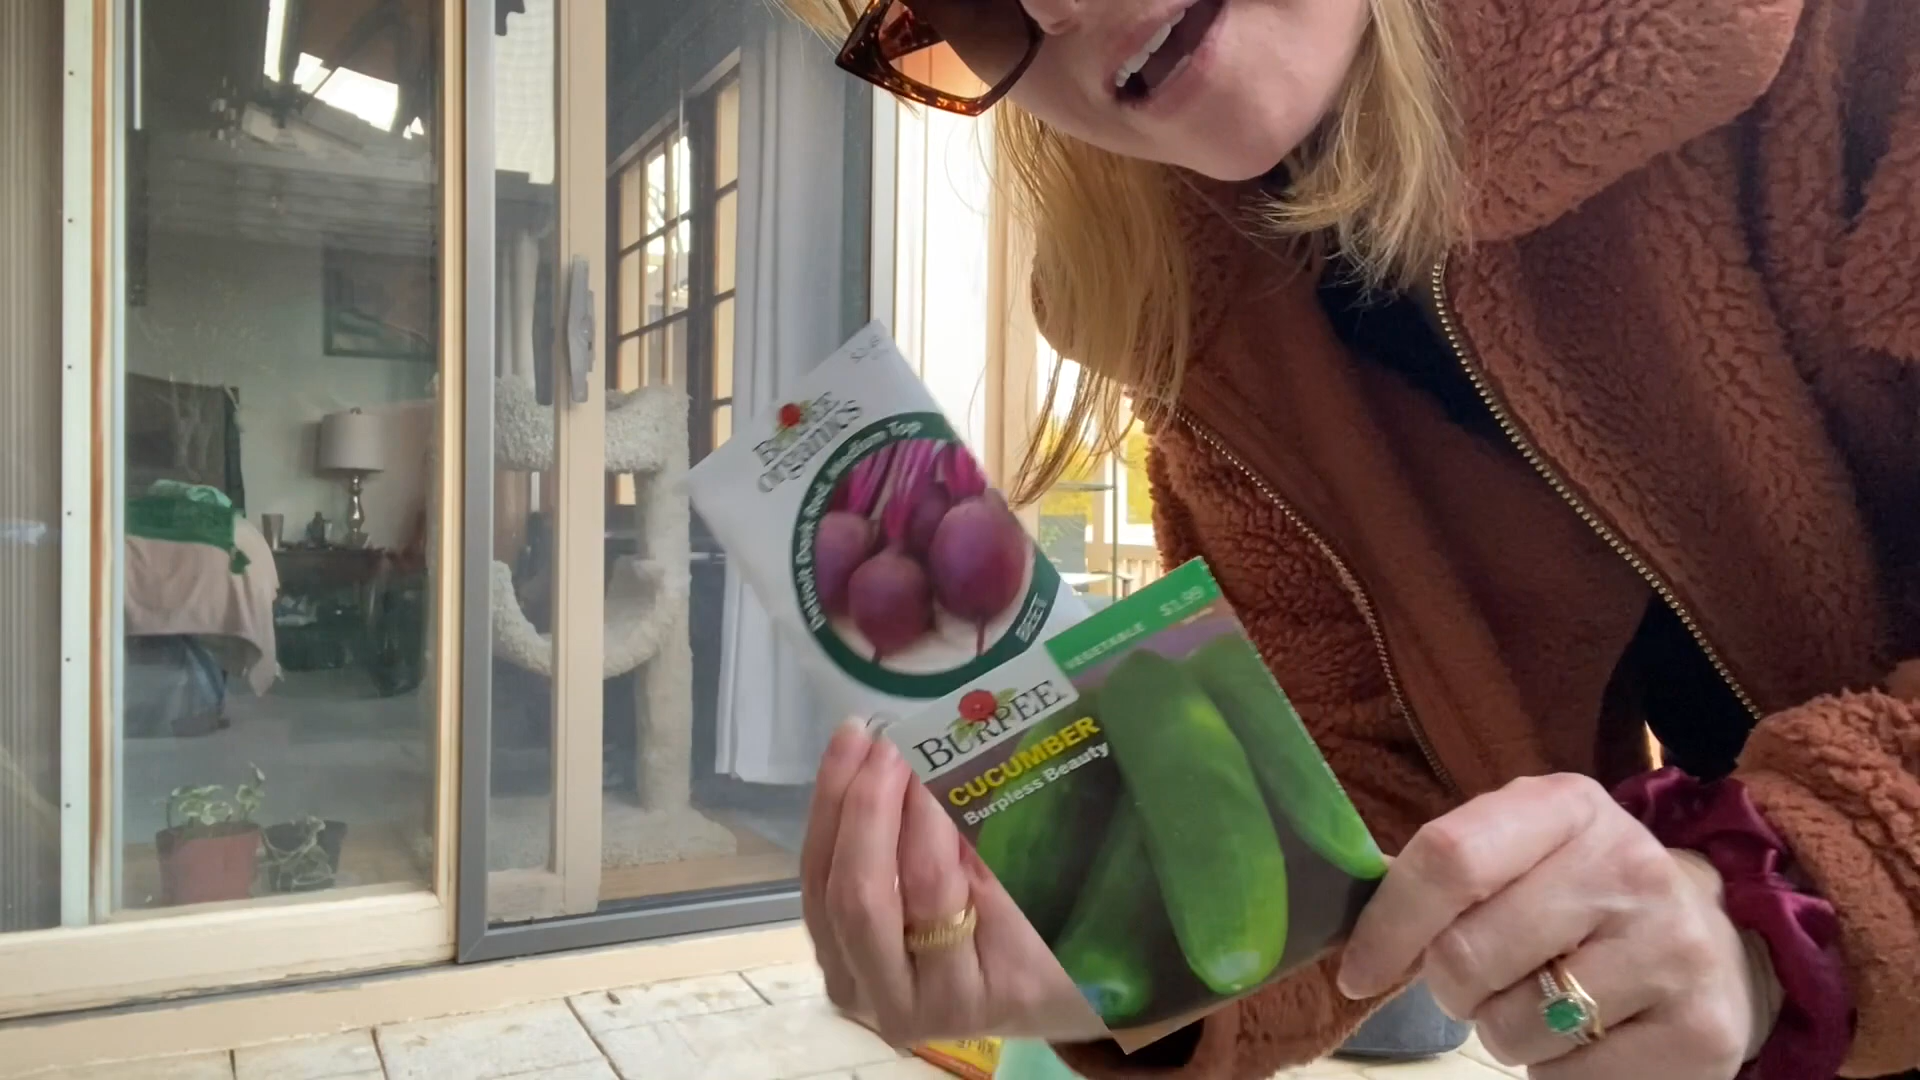 BURPEE
organics
Detroit Dark Red, Medium Top
BEET
VEGETABLE
$1.99
BURPEE
CUCUMBER
Burpless Beauty